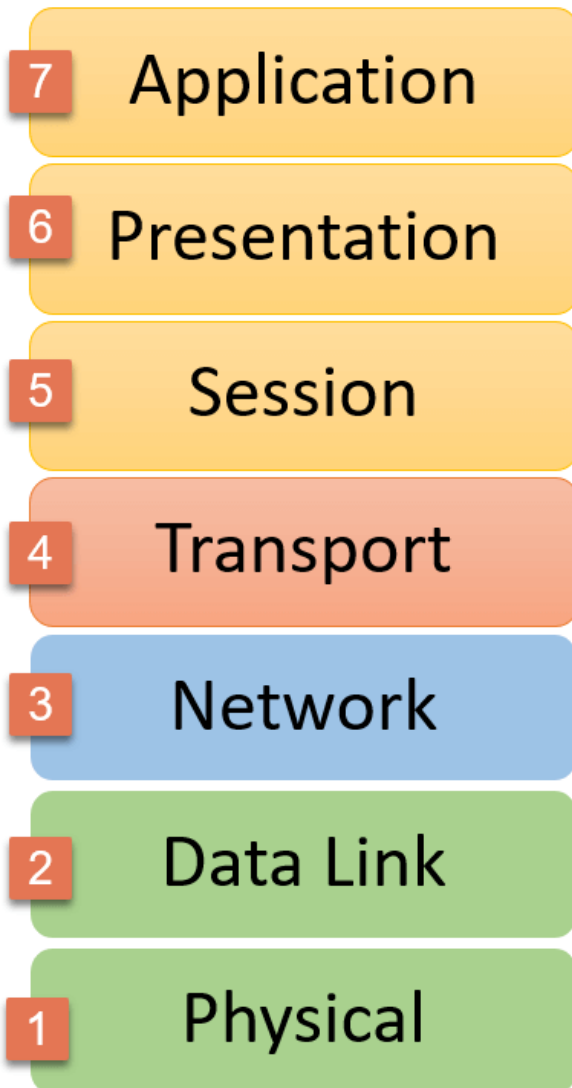 7 Application
6 Presentation
5 Session
4 Transport
3 Network
2 Data Link
1 Physical